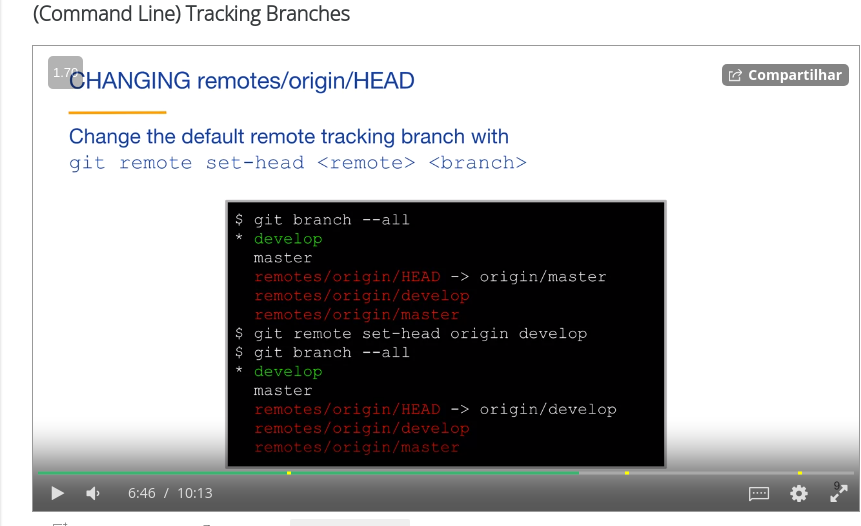 (Command Line) Tracking Branches
1.70
CHANGING remotes/origin/HEAD
Compartilhar
Change the default remote tracking branch with
git remote set-head <remote> <branch>
$ git branch --all
* develop
master
remotes/origin/HEAD -> origin/master
remotes/origin/develop
remotes/origin/master
$ git remote set-head origin develop
$ git branch --all
* develop
master
remotes/origin/HEAD -> origin/develop
remotes/origin/develop
remotes/origin/master
6:46 / 10:13